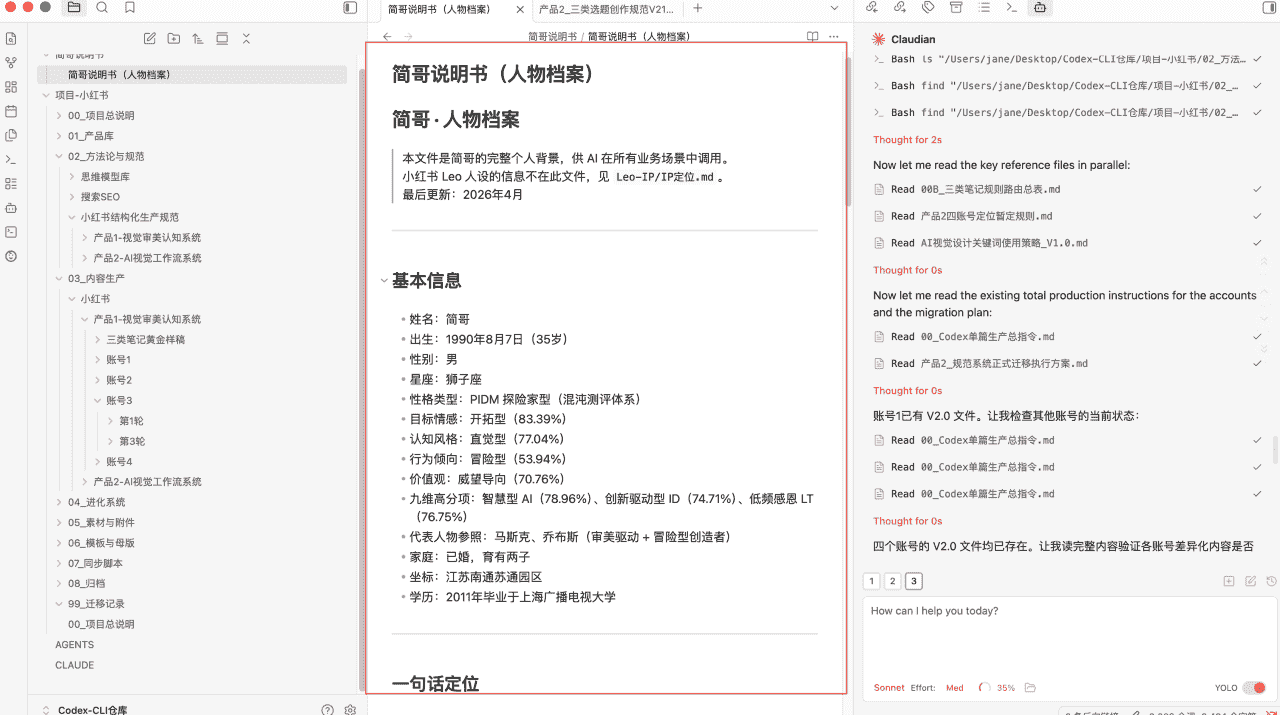 简哥说明书（人物档案）
产品2_三类选题创作规范V21...
简哥说明书 / 简哥说明书（人物档案）
简哥说明书
简哥说明书（人物档案）
项目-小红书
00_项目总说明
01_产品库
02_方法论与规范
思维模型库
搜索SEO
小红书结构化生产规范
产品1-视觉审美认知系统
产品2-AI视觉工作流系统
03_内容生产
小红书
产品1-视觉审美认知系统
三类笔记黄金样稿
账号1
账号2
账号3
第1轮
第3轮
账号4
产品2-AI视觉工作流系统
04_进化系统
05_素材与附件
06_模板与母版
07_同步脚本
08_归档
99_迁移记录
00_项目总说明
AGENTS
CLAUDE
Codex-CLI仓库
简哥说明书（人物档案）
简哥 · 人物档案
本文件是简哥的完整个人背景，供 AI 在所有业务场景中调用。
小红书 Leo 人设的信息不在此文件，见 Leo-IP/IP定位.md 。
最后更新：2026年4月
基本信息
• 姓名：简哥
• 出生：1990年8月7日（35岁）
• 性别：男
• 星座：狮子座
• 性格类型：PIDM 探险家型（混沌测评体系）
• 目标情感：开拓型（83.39%）
• 认知风格：直觉型（77.04%）
• 行为倾向：冒险型（53.94%）
• 价值观：威望导向（70.76%）
• 九维高分项：智慧型 AI（78.96%）、创新驱动型 ID（74.71%）、低频感恩 LT
（76.75%）
• 代表人物参照：马斯克、乔布斯（审美驱动 + 冒险型创造者）
• 家庭：已婚，育有两子
• 坐标：江苏南通苏通园区
• 学历：2011年毕业于上海广播电视大学
一句话定位
Claudian
Bash ls "/Users/jane/Desktop/Codex-CLI仓库/项目-小红书/02_方法…
Bash find "/Users/jane/Desktop/Codex-CLI仓库/项目-小红书/02_…
Bash find "/Users/jane/Desktop/Codex-CLI仓库/项目-小红书/02_…
Thought for 2s
Now let me read the key reference files in parallel:
Read 00B_三类笔记规则路由总表.md
Read 产品2四账号定位暂定规则.md
Read AI视觉设计关键词使用策略_V1.0.md
Thought for 0s
Now let me read the existing total production instructions for the accounts
and the migration plan:
Read 00_Codex单篇生产总指令.md
Read 产品2_规范系统正式迁移执行方案.md
Thought for 0s
账号1已有 V2.0 文件。让我检查其他账号的当前状态：
Read 00_Codex单篇生产总指令.md
Read 00_Codex单篇生产总指令.md
Read 00_Codex单篇生产总指令.md
Thought for 0s
四个账号的 V2.0 文件均已存在。让我读完整内容验证各账号差异化内容是否
1 2 3
How can I help you today?
Sonnet Effort: Med 35% YOLO